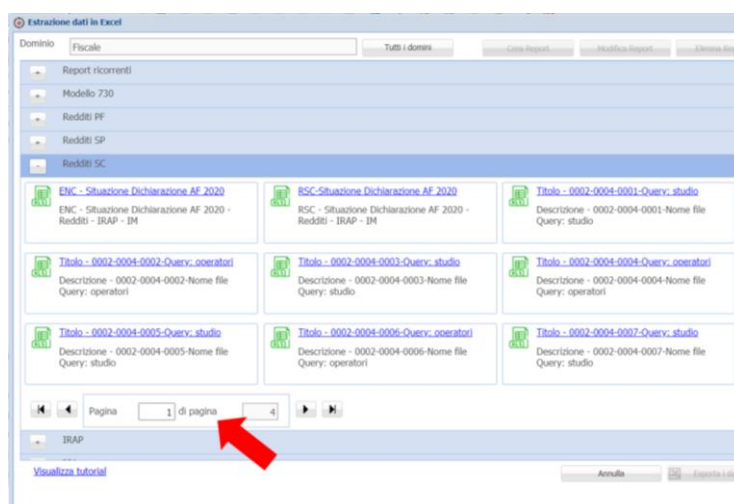 Estrazione dati in Excel
Dominio Fiscale Tutti i domini Crea Report Modifica Report Elimina
Report ricorrenti
Modello 730
Redditi PF
Redditi SP
Redditi SC
ENC - Situazione Dichiarazione AF 2020
ENC - Situazione Dichiarazione AF 2020 -
Redditi - IRAP - IM
RSC-Situazione Dichiarazione AF 2020
RSC - Situazione Dichiarazione AF 2020 -
Redditi - IRAP - IM
Titolo - 0002-0004-0001-Query: studio
Descrizione - 0002-0004-0001-Nome file
Query: studio
Titolo - 0002-0004-0002-Query: operatori
Descrizione - 0002-0004-0002-Nome file
Query: operatori
Titolo - 0002-0004-0003-Query: studio
Descrizione - 0002-0004-0003-Nome file
Query: studio
Titolo - 0002-0004-0004-Query: operatori
Descrizione - 0002-0004-0004-Nome file
Query: operatori
Titolo - 0002-0004-0005-Query: studio
Descrizione - 0002-0004-0005-Nome file
Query: studio
Titolo - 0002-0004-0006-Query: operatori
Descrizione - 0002-0004-0006-Nome file
Query: operatori
Titolo - 0002-0004-0007-Query: studio
Descrizione - 0002-0004-0007-Nome file
Query: studio
Pagina 1 di pagina 4
IRAP
Visualizza tutorial Annulla Esporta i